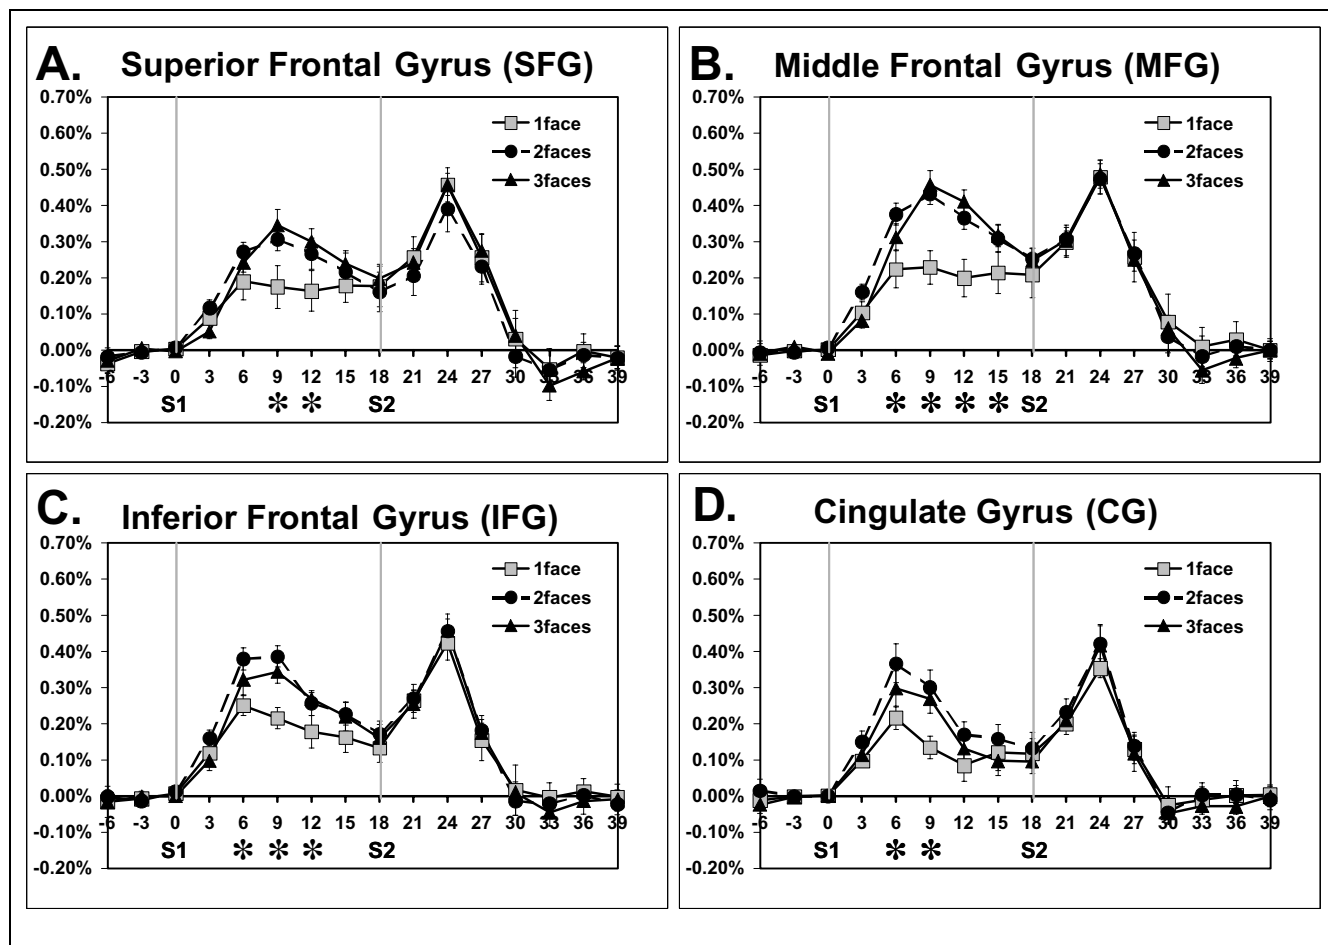 A. Superior Frontal Gyrus (SFG)
0.70%
0.60%
0.50%
0.40%
0.30%
0.20%
0.10%
0.00%
-0.10%
-0.20%
1face
2faces
3faces
-6 -3 0 3 6 9 12 15 18 21 24 27 30 33 36 39
S1 * * S2
B. Middle Frontal Gyrus (MFG)
0.70%
0.60%
0.50%
0.40%
0.30%
0.20%
0.10%
0.00%
-0.10%
-0.20%
1face
2faces
3faces
-6 -3 0 3 6 9 12 15 18 21 24 27 30 33 36 39
S1 * * * * S2
C. Inferior Frontal Gyrus (IFG)
0.70%
0.60%
0.50%
0.40%
0.30%
0.20%
0.10%
0.00%
-0.10%
-0.20%
1face
2faces
3faces
-6 -3 0 3 6 9 12 15 18 21 24 27 30 33 36 39
S1 * * * S2
D. Cingulate Gyrus (CG)
0.70%
0.60%
0.50%
0.40%
0.30%
0.20%
0.10%
0.00%
-0.10%
-0.20%
1face
2faces
3faces
-6 -3 0 3 6 9 12 15 18 21 24 27 30 33 36 39
S1 * * S2